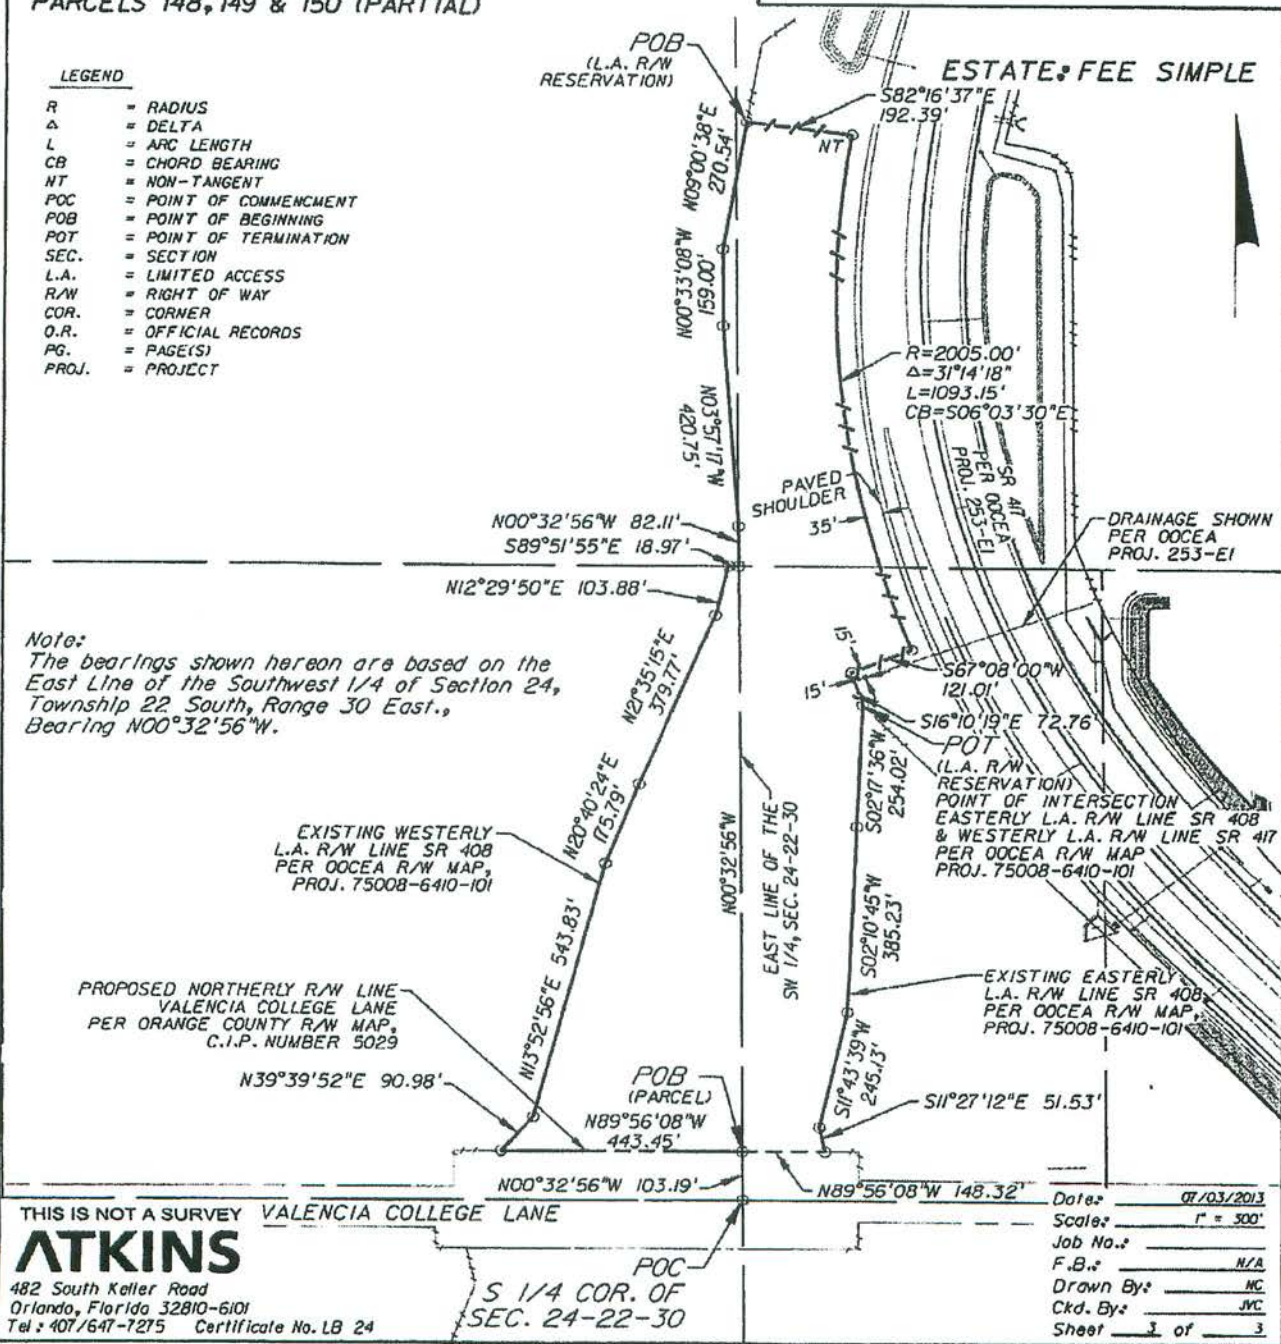 PARCELS 148, 149 & 150 (PARTIAL)
LEGEND
R = RADIUS
Δ = DELTA
L = ARC LENGTH
CB = CHORD BEARING
NT = NON-TANGENT
POC = POINT OF COMMENCMENT
POB = POINT OF BEGINNING
POT = POINT OF TERMINATION
SEC. = SECTION
L.A. = LIMITED ACCESS
R/W = RIGHT OF WAY
COR. = CORNER
O.R. = OFFICIAL RECORDS
PG. = PAGE(S)
PROJ. = PROJECT
POB
(L.A. R/W
RESERVATION)
ESTATE: FEE SIMPLE
S82°16'37"E
192.39'
NT
N09°00'38"E
270.54'
N00°33'08"W
159.00'
N03°57'17"W
420.75'
R=2005.00'
Δ=31°14'18"
L=1093.15'
CB=S06°03'30"E
SR 417
PER OOCEA
PROJ. 253-E1
PAVED
SHOULDER
35'
DRAINAGE SHOWN
PER OOCEA
PROJ. 253-E1
N00°32'56"W 82.11'
S89°51'55"E 18.97'
N12°29'50"E 103.88'
Note:
The bearings shown hereon are based on the
East Line of the Southwest 1/4 of Section 24,
Township 22 South, Range 30 East.,
Bearing N00°32'56"W.
N21°35'15"E
379.77'
15'
15'
S67°08'00"W
121.01'
S16°10'19"E 72.76'
POT
(L.A. R/W
RESERVATION)
POINT OF INTERSECTION
EASTERLY L.A. R/W LINE SR 408
& WESTERLY L.A. R/W LINE SR 417
PER OOCEA R/W MAP
PROJ. 75008-6410-101
S02°17'36"W
254.02'
N20°40'24"E
175.79'
EXISTING WESTERLY
L.A. R/W LINE SR 408
PER OOCEA R/W MAP,
PROJ. 75008-6410-101
N00°32'56"W
EAST LINE OF THE
SW 1/4, SEC. 24-22-30
S02°10'45"W
385.23'
N13°52'56"E 543.83'
EXISTING EASTERLY
L.A. R/W LINE SR 408,
PER OOCEA R/W MAP,
PROJ. 75008-6410-101
PROPOSED NORTHERLY R/W LINE
VALENCIA COLLEGE LANE
PER ORANGE COUNTY R/W MAP,
C.I.P. NUMBER 5029
N39°39'52"E 90.98'
S11°43'39"W
245.13'
S11°27'12"E 51.53'
POB
(PARCEL)
N89°56'08"W
443.45'
N00°32'56"W 103.19'
N89°56'08"W 148.32'
THIS IS NOT A SURVEY
VALENCIA COLLEGE LANE
ATKINS
482 South Keller Road
Orlando, Florida 32810-6101
Tel: 407/647-7275 Certificate No. LB 24
POC
S 1/4 COR. OF
SEC. 24-22-30
Date: 07/03/2013
Scale: 1" = 300'
Job No.:
F.B.: N/A
Drawn By: NC
Ckd. By: JVC
Sheet 3 of 3